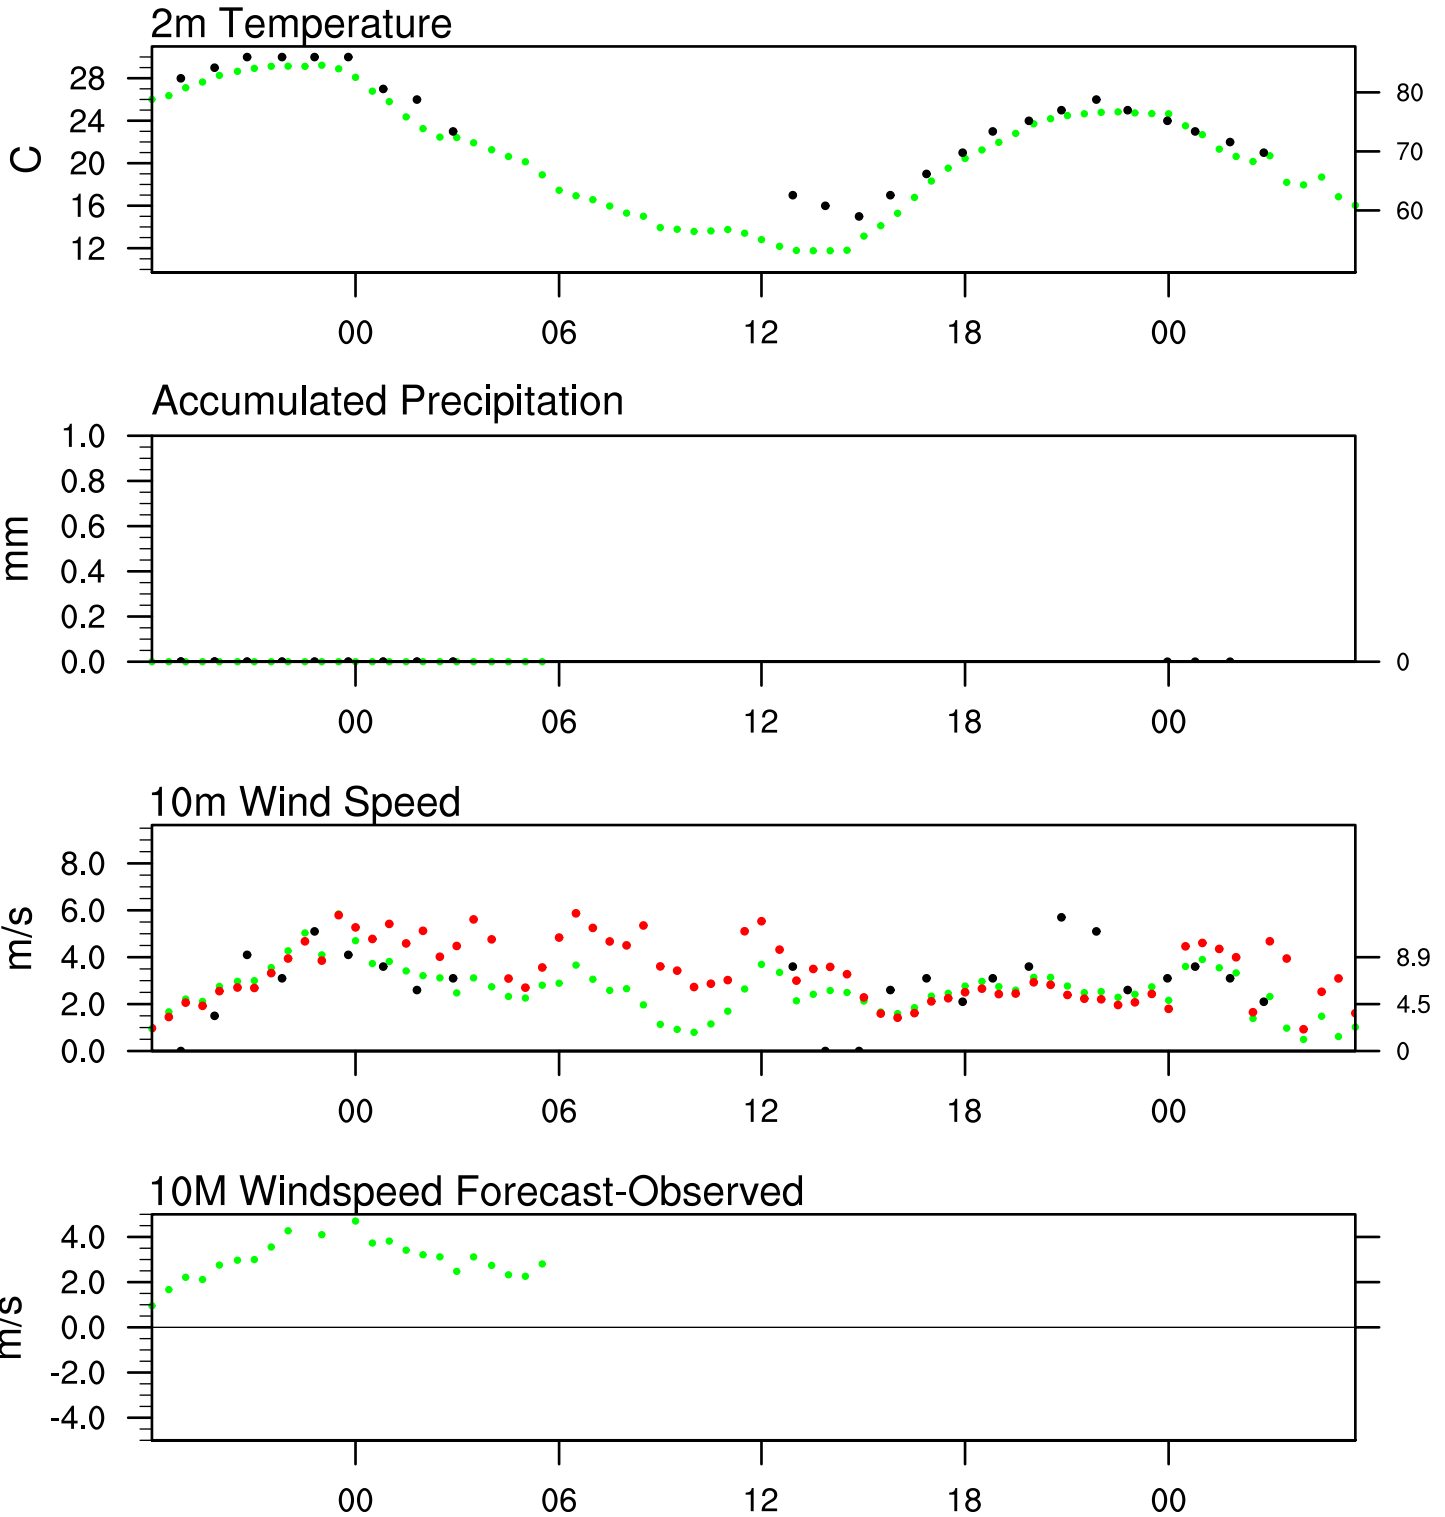 2m Temperature
28
24
20
16
12
C
80
70
60
00 06 12 18 00
Accumulated Precipitation
1.0
0.8
0.6
0.4
0.2
0.0
mm
0
00 06 12 18 00
10m Wind Speed
8.0
6.0
4.0
2.0
0.0
m/s
8.9
4.5
0
00 06 12 18 00
10M Windspeed Forecast-Observed
4.0
2.0
0.0
-2.0
-4.0
m/s
00 06 12 18 00